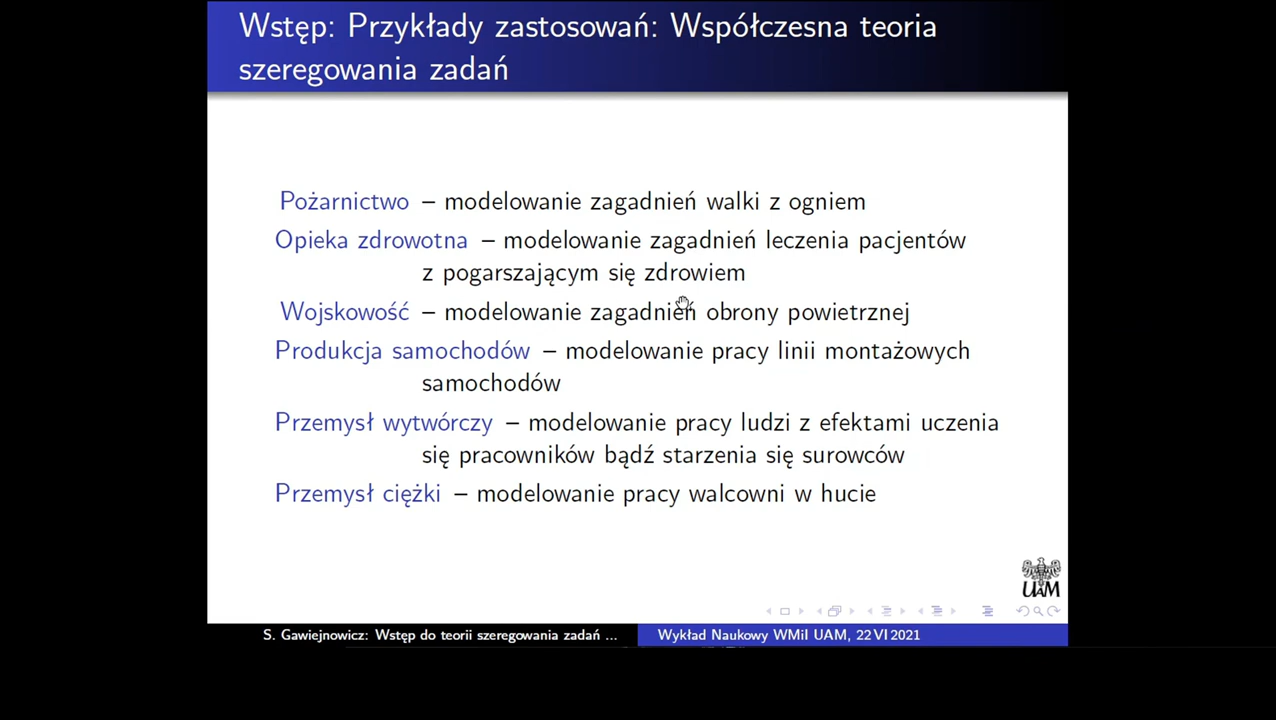 Wstęp: Przykłady zastosowań: Współczesna teoria
szeregowania zadań
Pożarnictwo – modelowanie zagadnień walki z ogniem
Opieka zdrowotna – modelowanie zagadnień leczenia pacjentów
z pogarszającym się zdrowiem
Wojskowość – modelowanie zagadnień obrony powietrznej
Produkcja samochodów – modelowanie pracy linii montażowych
samochodów
Przemysł wytwórczy – modelowanie pracy ludzi z efektami uczenia
się pracowników bądź starzenia się surowców
Przemysł ciężki – modelowanie pracy walcowni w hucie
UAM
S. Gawiejnowicz: Wstęp do teorii szeregowania zadań ...
Wykład Naukowy WMiI UAM, 22 VI 2021